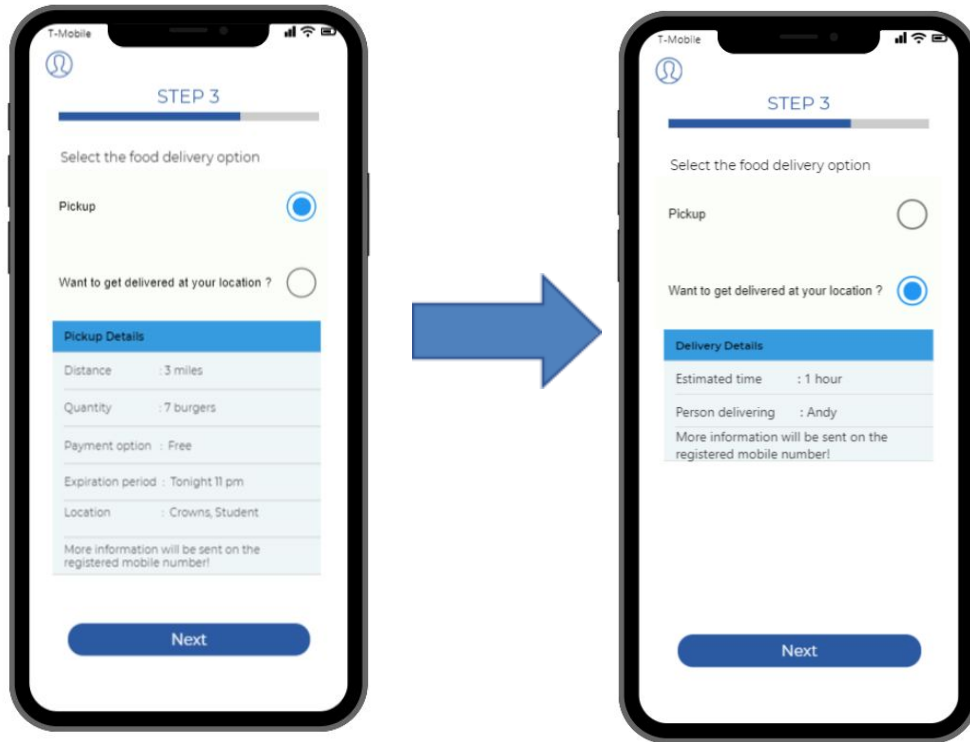 T-Mobile
STEP 3
Select the food delivery option
Pickup
Want to get delivered at your location ?
Pickup Details
Distance : 3 miles
Quantity : 7 burgers
Payment option : Free
Expiration period : Tonight 11 pm
Location : Crowns, Student
More information will be sent on the
registered mobile number!
Next
T-Mobile
STEP 3
Select the food delivery option
Pickup
Want to get delivered at your location ?
Delivery Details
Estimated time : 1 hour
Person delivering : Andy
More information will be sent on the
registered mobile number!
Next